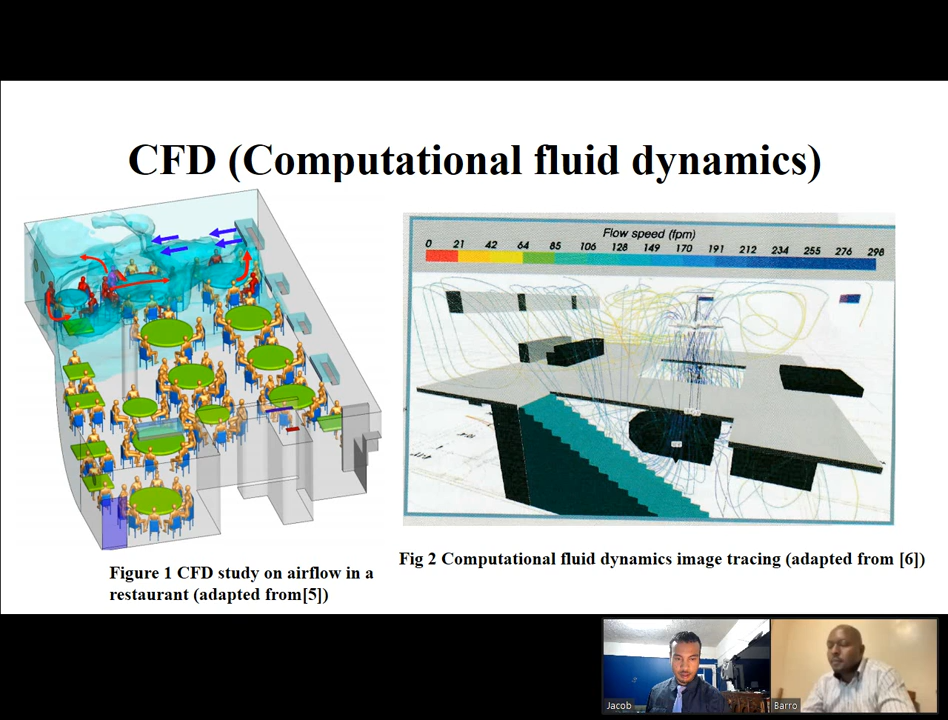 CFD (Computational fluid dynamics)
Flow speed (fpm)
0 21 42 64 85 106 128 149 170 191 212 234 255 276 298
Figure 1 CFD study on airflow in a
restaurant (adapted from[5])
Fig 2 Computational fluid dynamics image tracing (adapted from [6])
Jacob
Barro